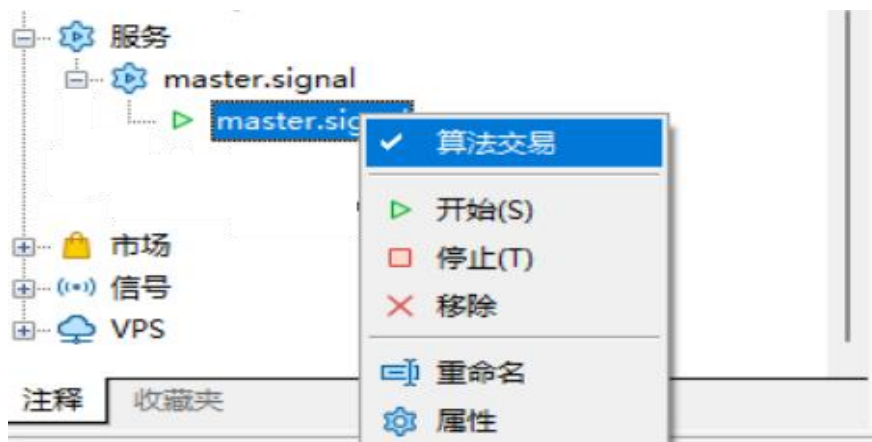 服务
master.signal
master.sig
算法交易
开始(S)
停止(T)
移除
重命名
属性
市场
信号
VPS
注释
收藏夹